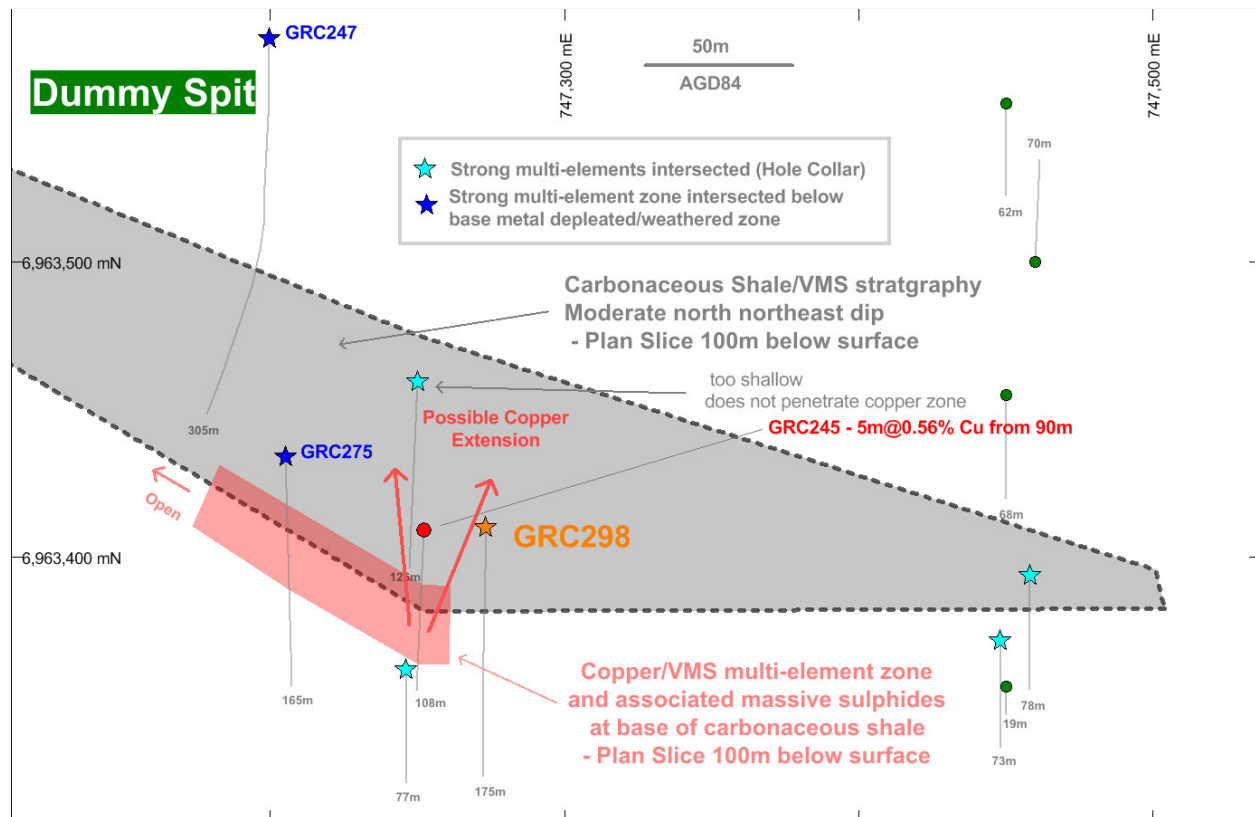 GRC247
Dummy Spit
50m
AGD84
747,300 mE
747,500 mE
Strong multi-elements intersected (Hole Collar)
Strong multi-element zone intersected below
base metal depleated/weathered zone
70m
62m
6,963,500 mN
Carbonaceous Shale/VMS stratgraphy
Moderate north northeast dip
- Plan Slice 100m below surface
too shallow
does not penetrate copper zone
Possible Copper
Extension
GRC245 - 5m@0.56% Cu from 90m
305m
GRC275
Open
68m
GRC298
6,963,400 mN
125m
Copper/VMS multi-element zone
and associated massive sulphides
at base of carbonaceous shale
- Plan Slice 100m below surface
165m
108m
78m
19m
73m
77m
175m